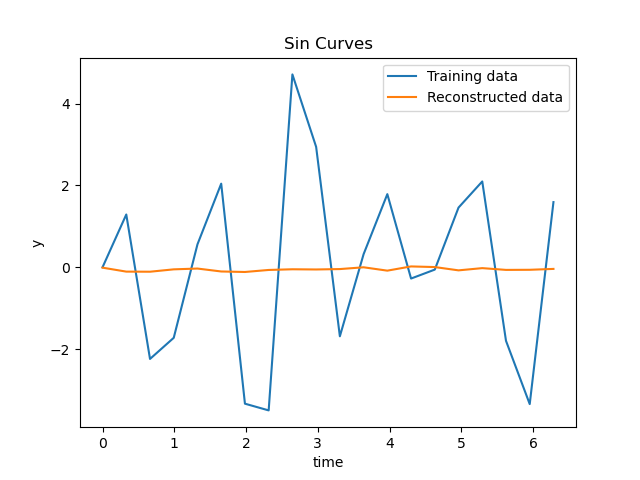 Sin Curves
Training data
Reconstructed data
4
2
0
−2
y
0 1 2 3 4 5 6
time